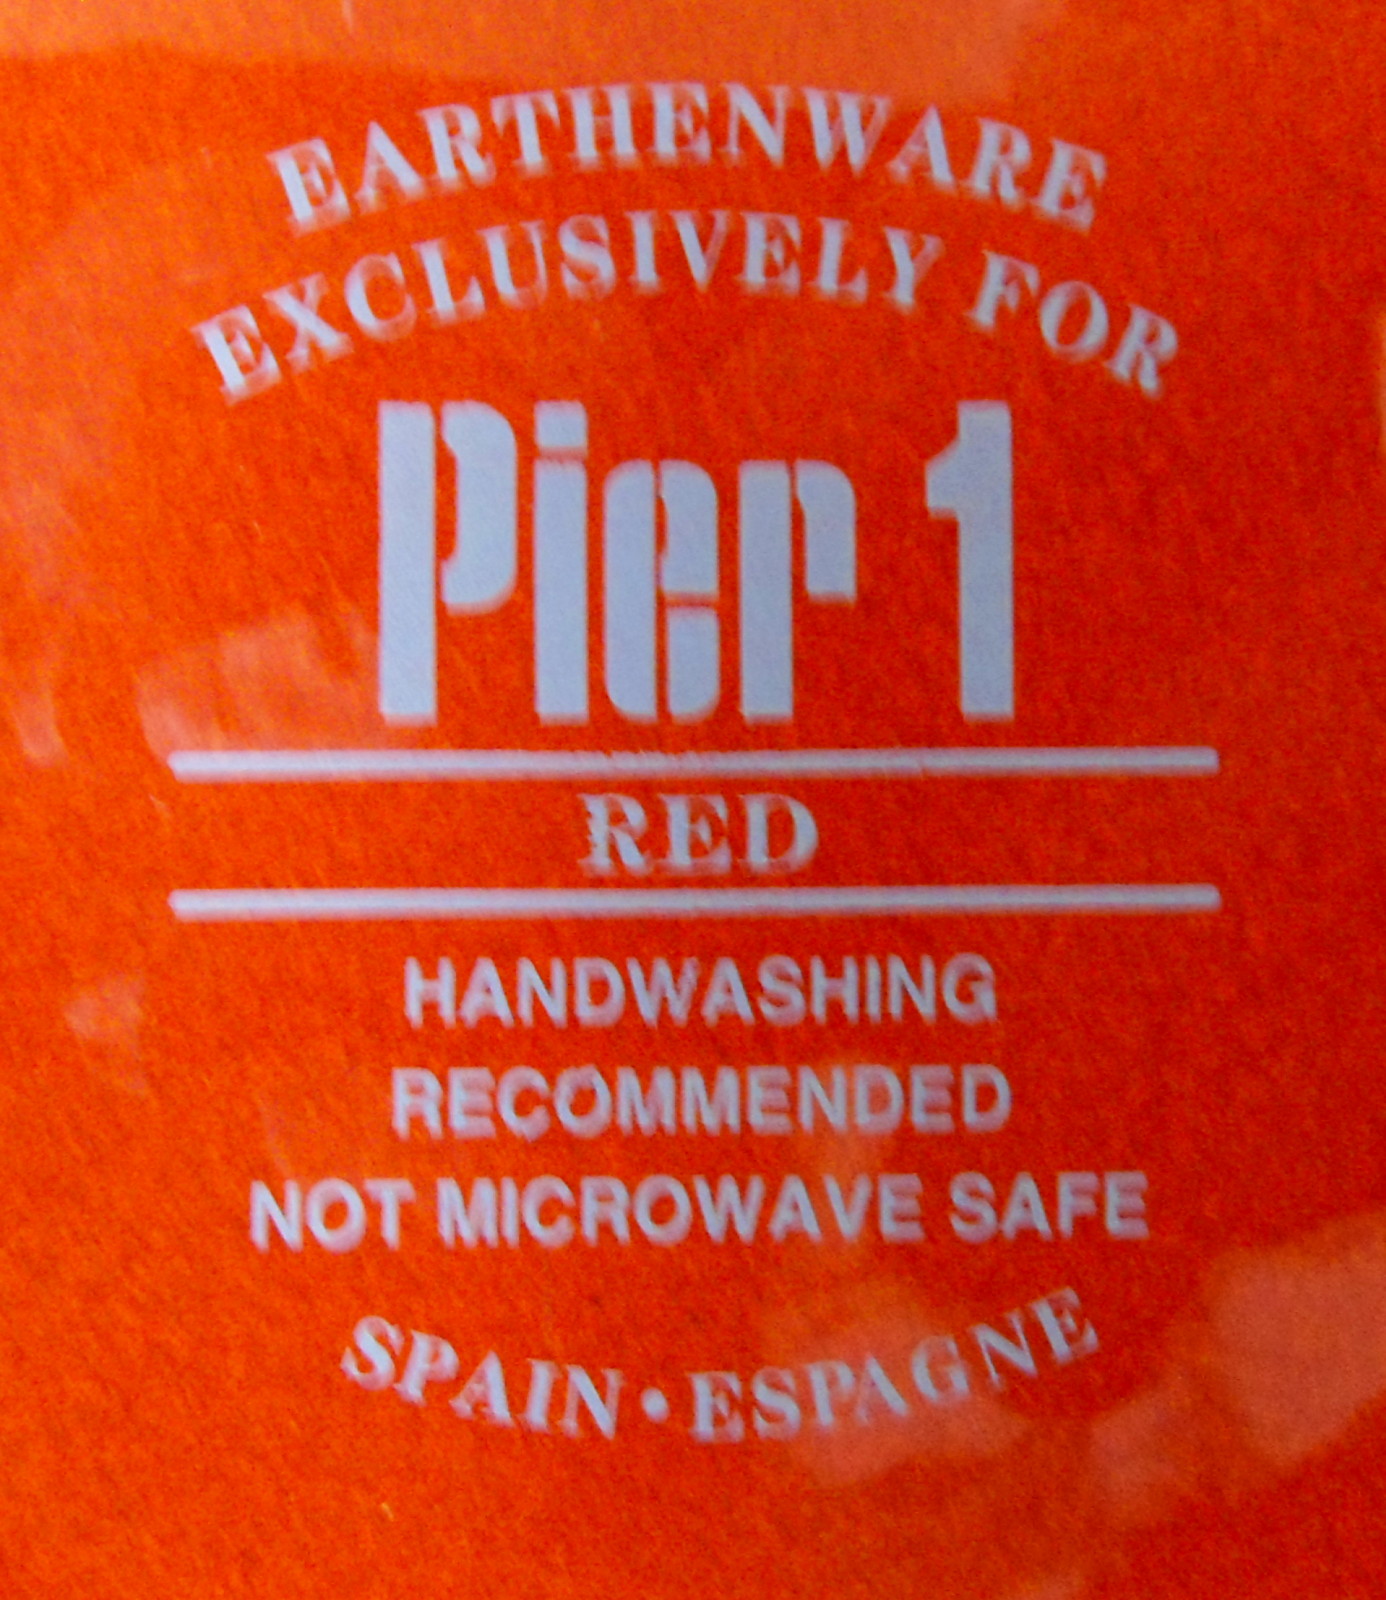 EARTHENWARE
EXCLUSIVELY FOR
Pier 1
RED
HANDWASHING
RECOMMENDED
NOT MICROWAVE SAFE
SPAIN • ESPAGNE